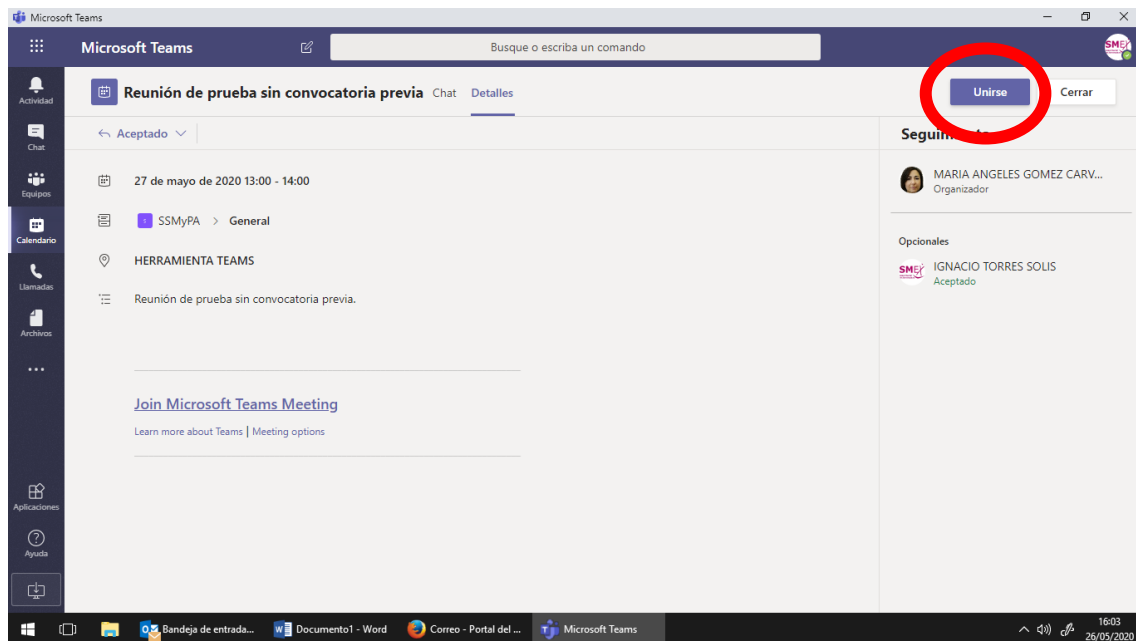 Microsoft Teams
Microsoft Teams
Busque o escriba un comando
SMEY
Actividad
Chat
Equipos
Calendario
Llamadas
Archivos
Aplicaciones
Ayuda
Reunión de prueba sin convocatoria previa Chat Detalles
Unirse
Cerrar
Aceptado
27 de mayo de 2020 13:00 - 14:00
SSMyPA > General
HERRAMIENTA TEAMS
Reunión de prueba sin convocatoria previa.
Join Microsoft Teams Meeting
Learn more about Teams | Meeting options
MARIA ANGELES GOMEZ CARV...
Organizador
Opcionales
IGNACIO TORRES SOLIS
Aceptado
Bandeja de entrada...
Documento1 - Word
Correo - Portal del ...
Microsoft Teams
16:03
26/05/2020